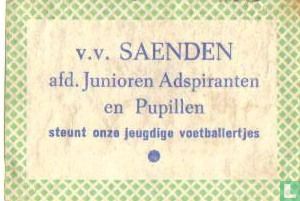 v.v. SAENDEN
afd. Junioren Adspiranten
en Pupillen
steunt onze jeugdige voetballertjes